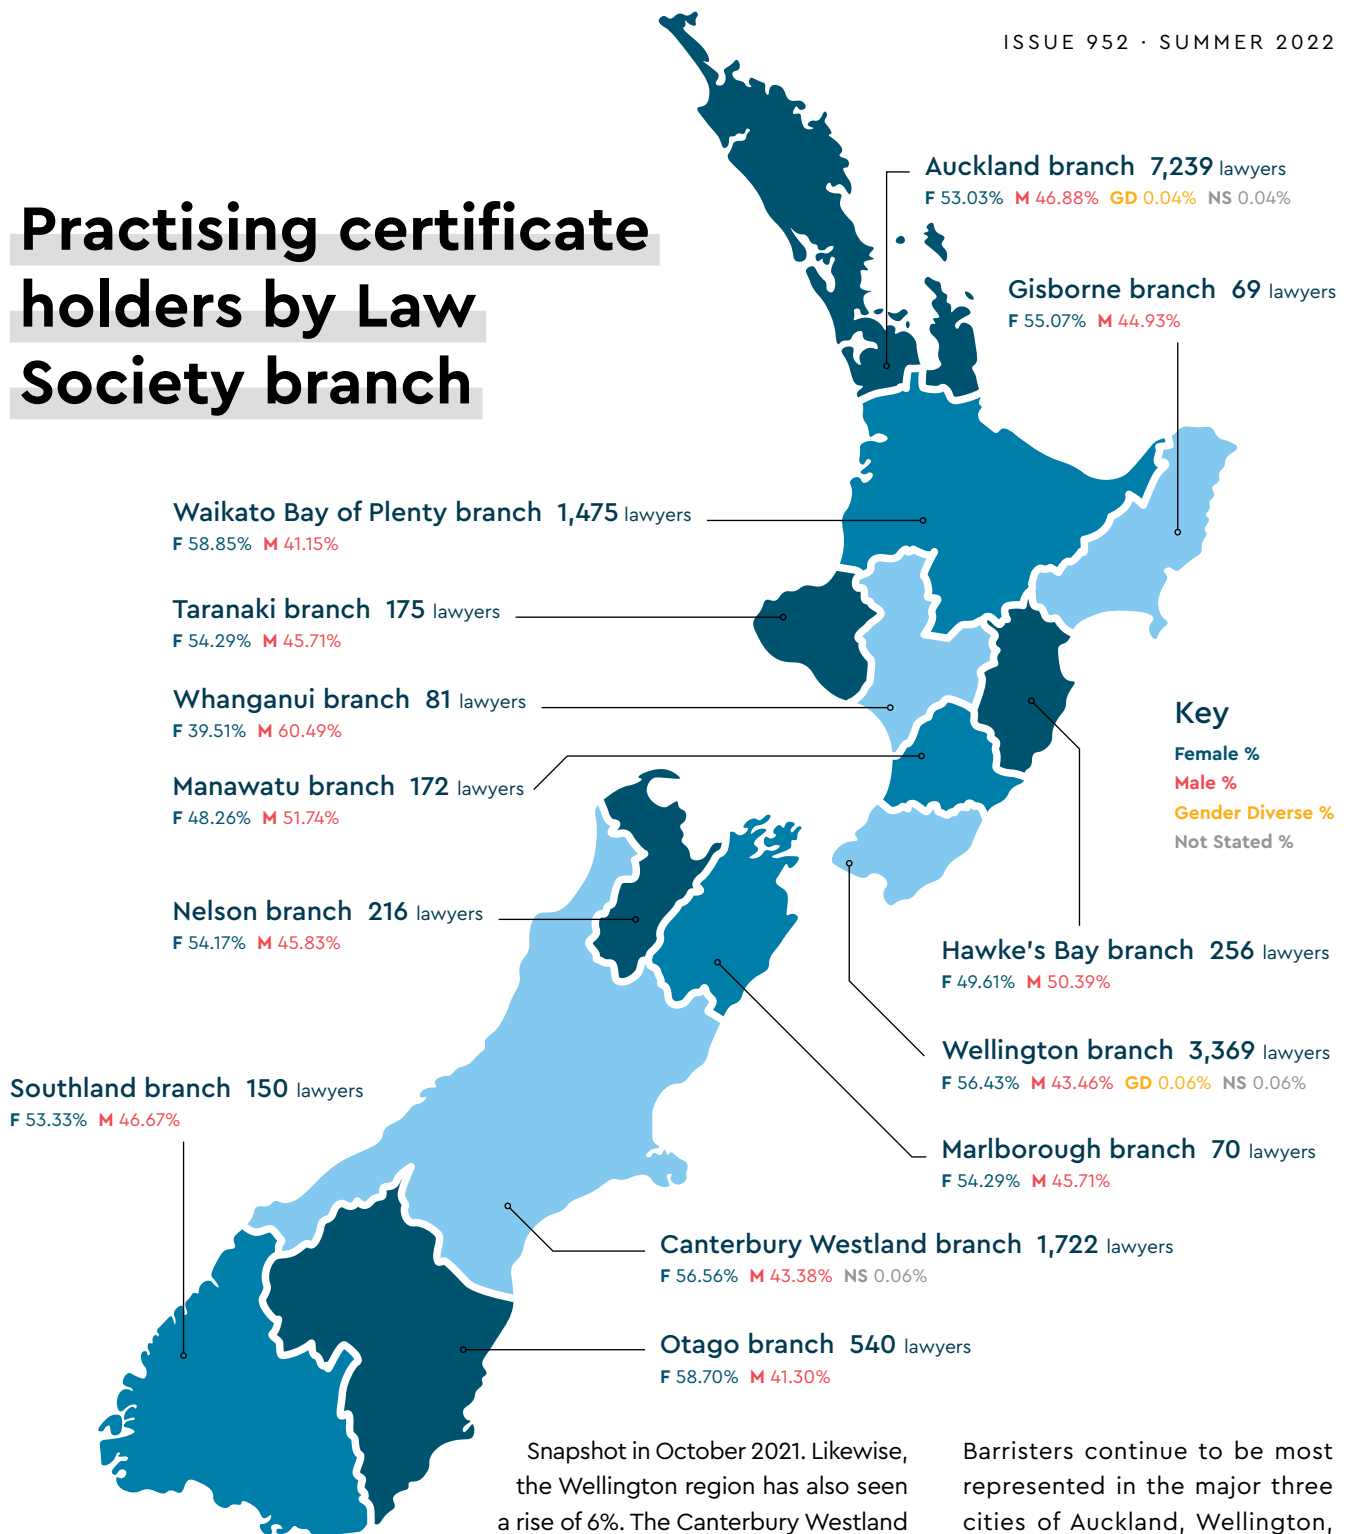 ISSUE 952 · SUMMER 2022
Practising certificate
holders by Law
Society branch
Auckland branch 7,239 lawyers
F 53.03% M 46.88% GD 0.04% NS 0.04%
Gisborne branch 69 lawyers
F 55.07% M 44.93%
Waikato Bay of Plenty branch 1,475 lawyers
F 58.85% M 41.15%
Taranaki branch 175 lawyers
F 54.29% M 45.71%
Whanganui branch 81 lawyers
F 39.51% M 60.49%
Manawatu branch 172 lawyers
F 48.26% M 51.74%
Key
Female %
Male %
Gender Diverse %
Not Stated %
Nelson branch 216 lawyers
F 54.17% M 45.83%
Hawke's Bay branch 256 lawyers
F 49.61% M 50.39%
Wellington branch 3,369 lawyers
F 56.43% M 43.46% GD 0.06% NS 0.06%
Southland branch 150 lawyers
F 53.33% M 46.67%
Marlborough branch 70 lawyers
F 54.29% M 45.71%
Canterbury Westland branch 1,722 lawyers
F 56.56% M 43.38% NS 0.06%
Otago branch 540 lawyers
F 58.70% M 41.30%
Snapshot in October 2021. Likewise,
the Wellington region has also seen
a rise of 6%. The Canterbury Westland
Barristers continue to be most
represented in the major three
cities of Auckland, Wellington,